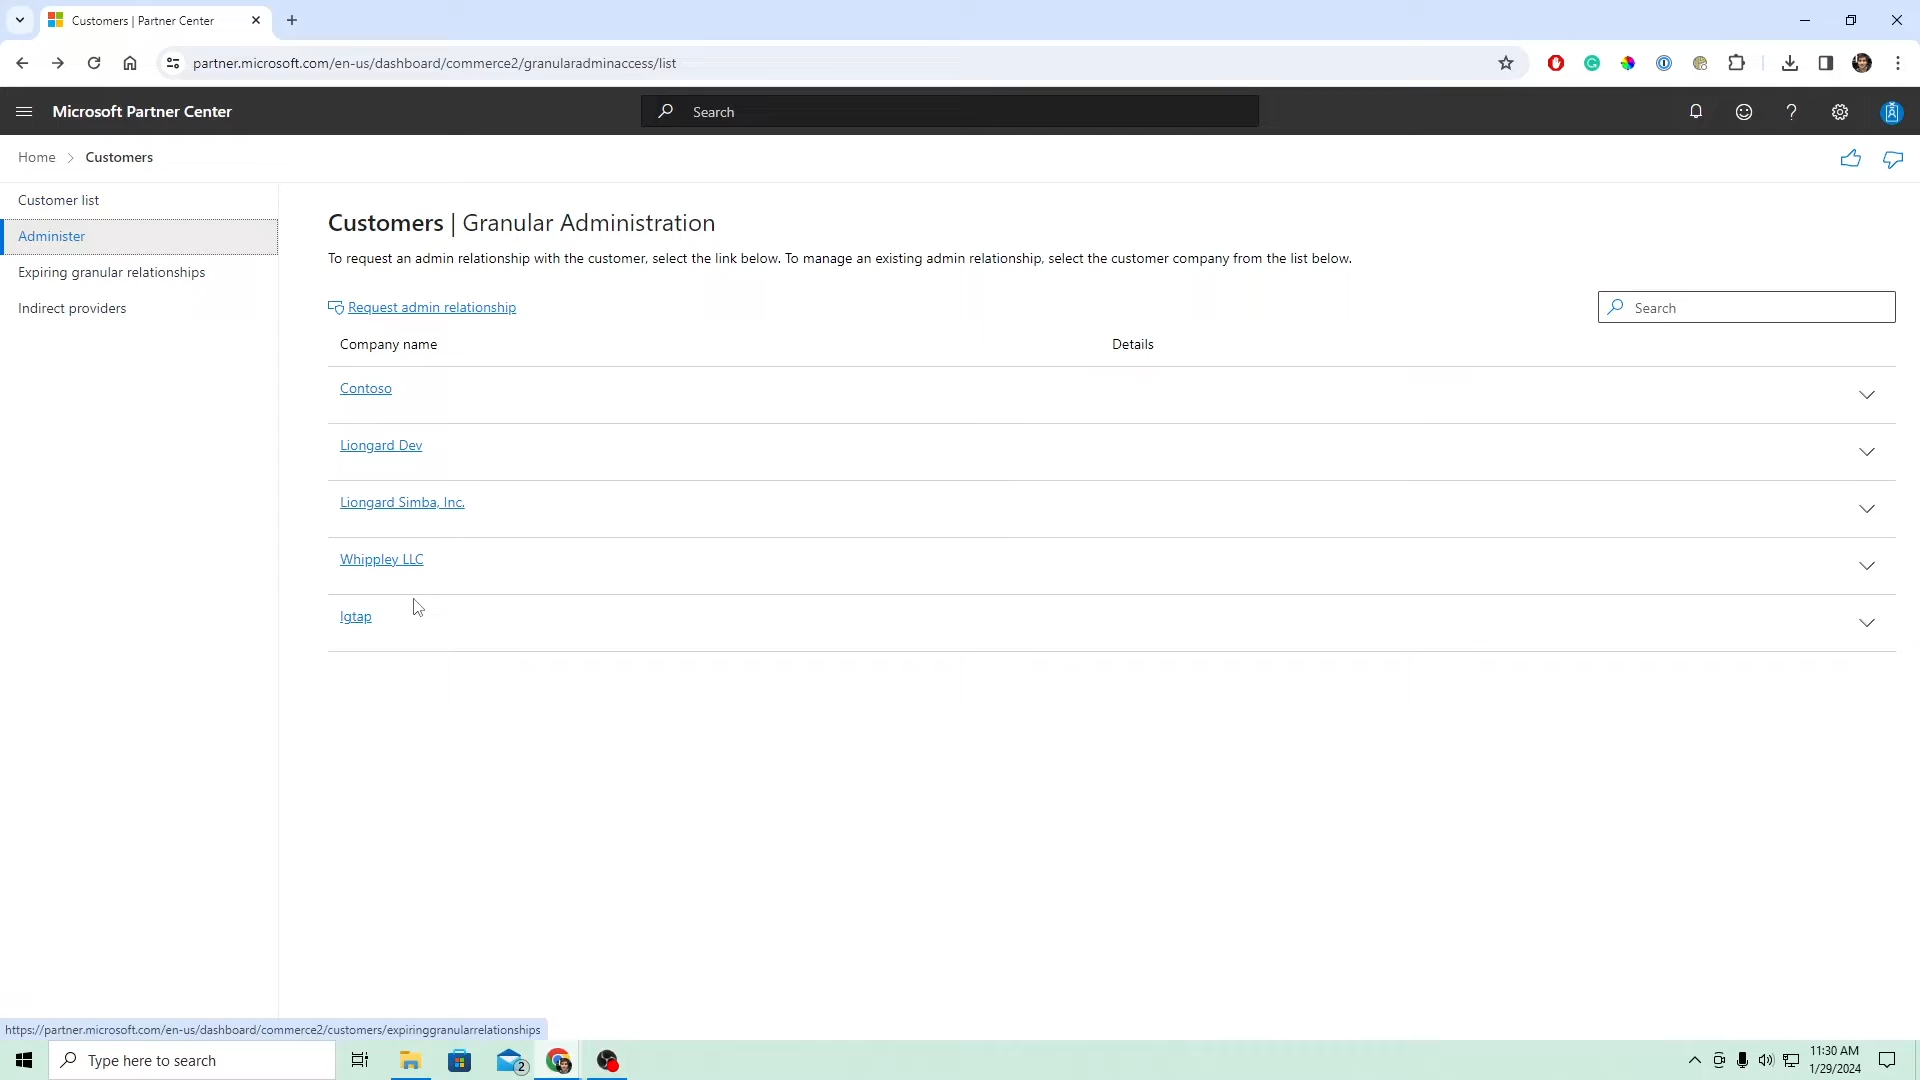 Customers | Partner Center
partner.microsoft.com/en-us/dashboard/commerce2/granularadminaccess/list
Microsoft Partner Center
Search
Home > Customers
Customer list
Administer
Expiring granular relationships
Indirect providers
Customers | Granular Administration
To request an admin relationship with the customer, select the link below. To manage an existing admin relationship, select the customer company from the list below.
Request admin relationship
Search
Company name Details
Contoso
Liongard Dev
Liongard Simba, Inc.
Whippley LLC
lgtap
https://partner.microsoft.com/en-us/dashboard/commerce2/customers/expiringgranularrelationships
Type here to search
2
11:30 AM
1/29/2024